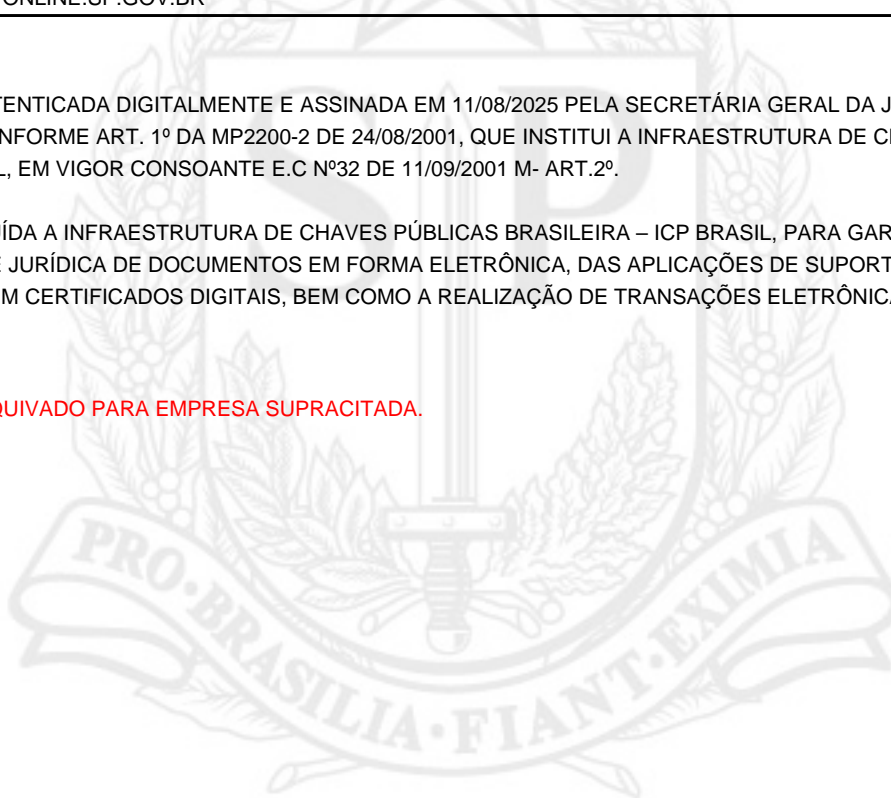 ONLINE.SP.GOV.BR
TENTICADA DIGITALMENTE E ASSINADA EM 11/08/2025 PELA SECRETÁRIA GERAL DA J
NFORME ART. 1º DA MP2200-2 DE 24/08/2001, QUE INSTITUI A INFRAESTRUTURA DE C
L, EM VIGOR CONSOANTE E.C Nº32 DE 11/09/2001 M- ART.2º.
ÍDA A INFRAESTRUTURA DE CHAVES PÚBLICAS BRASILEIRA – ICP BRASIL, PARA GAR
E JURÍDICA DE DOCUMENTOS EM FORMA ELETRÔNICA, DAS APLICAÇÕES DE SUPORT
M CERTIFICADOS DIGITAIS, BEM COMO A REALIZAÇÃO DE TRANSAÇÕES ELETRÔNICA
QUIVADO PARA EMPRESA SUPRACITADA.
SP
PRO·BRASILIA·FIANT·EXIMIA